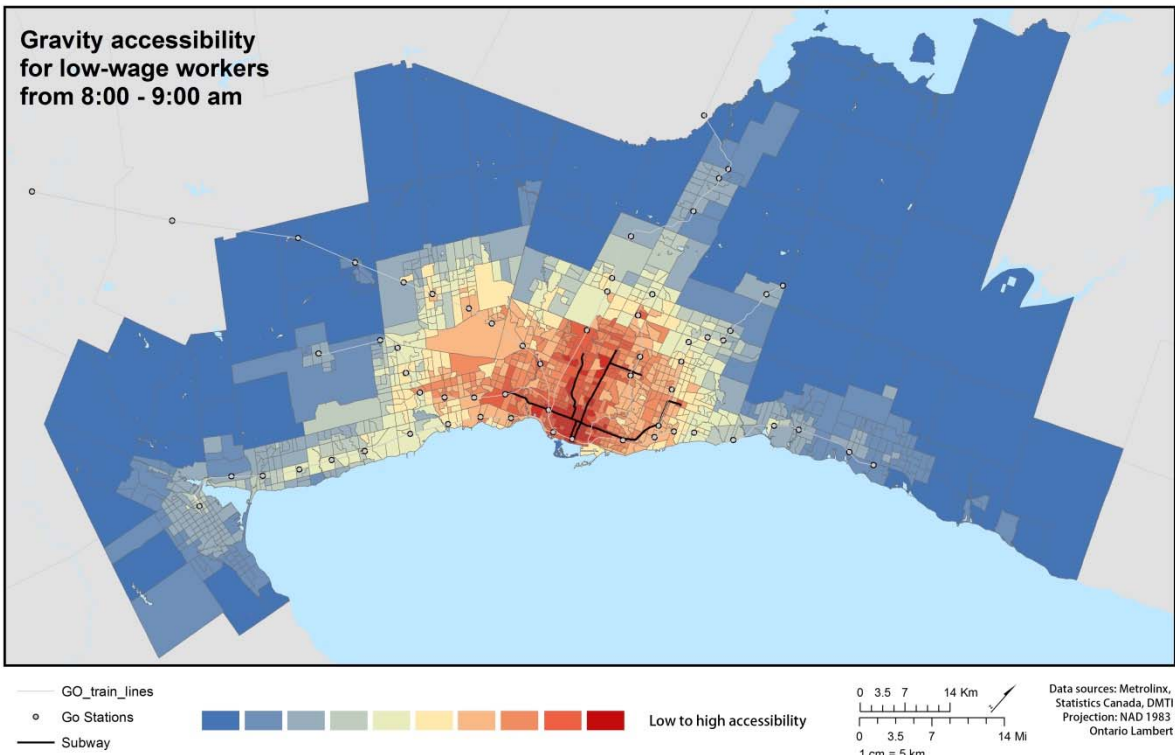 Gravity accessibility
for low-wage workers
from 8:00 - 9:00 am
GO_train_lines
Go Stations
Subway
Low to high accessibility
0 3.5 7 14 Km
0 3.5 7 14 Mi
1 cm = 5 km
Data sources: Metrolinx,
Statistics Canada, DMTI
Projection: NAD 1983
Ontario Lambert